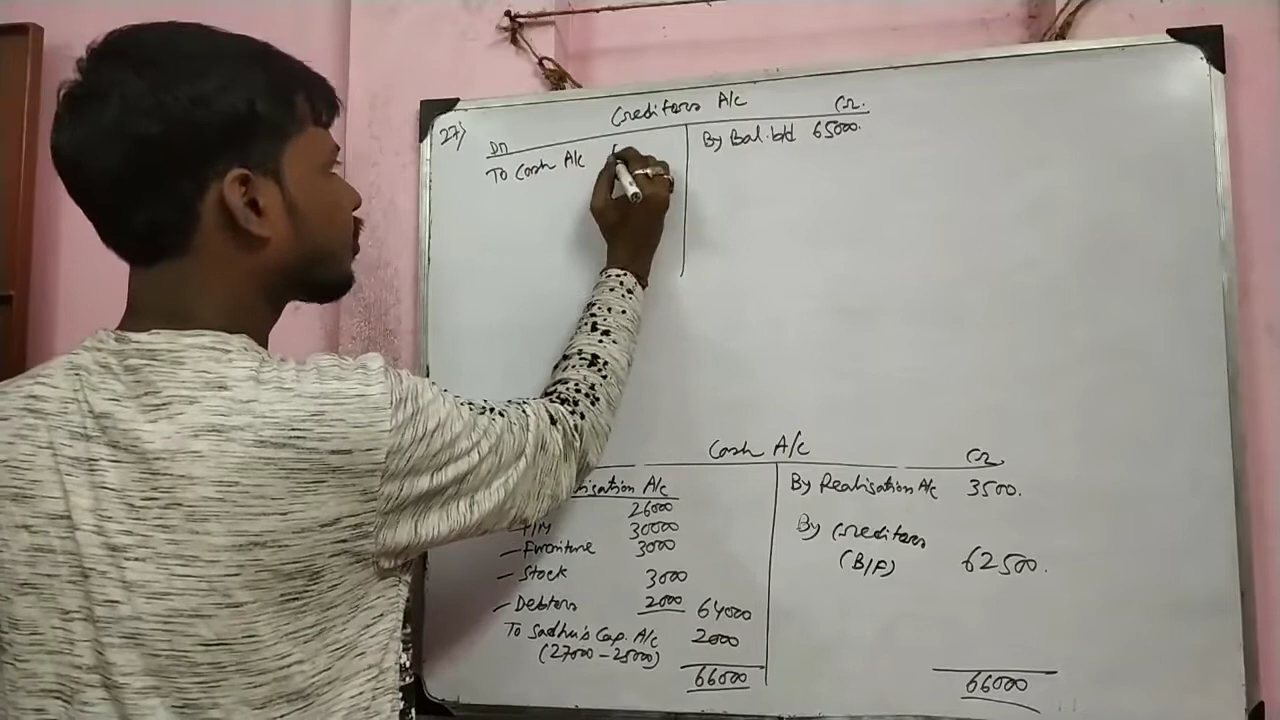 27)
Creditors A/c
Dr
Cr.
To Cash A/c
By Bal. b/d 65000.
Cash A/c
Cr.
isation A/c
26000
P/M 30000
- Furniture 3000
- Stock 3000
- Debtors 2000 64000
To Sadhu's Cap. A/c 2000
(27000 - 25000)
66000
By Realisation A/c 3500.
By Creditors
(B/F) 62500.
66000